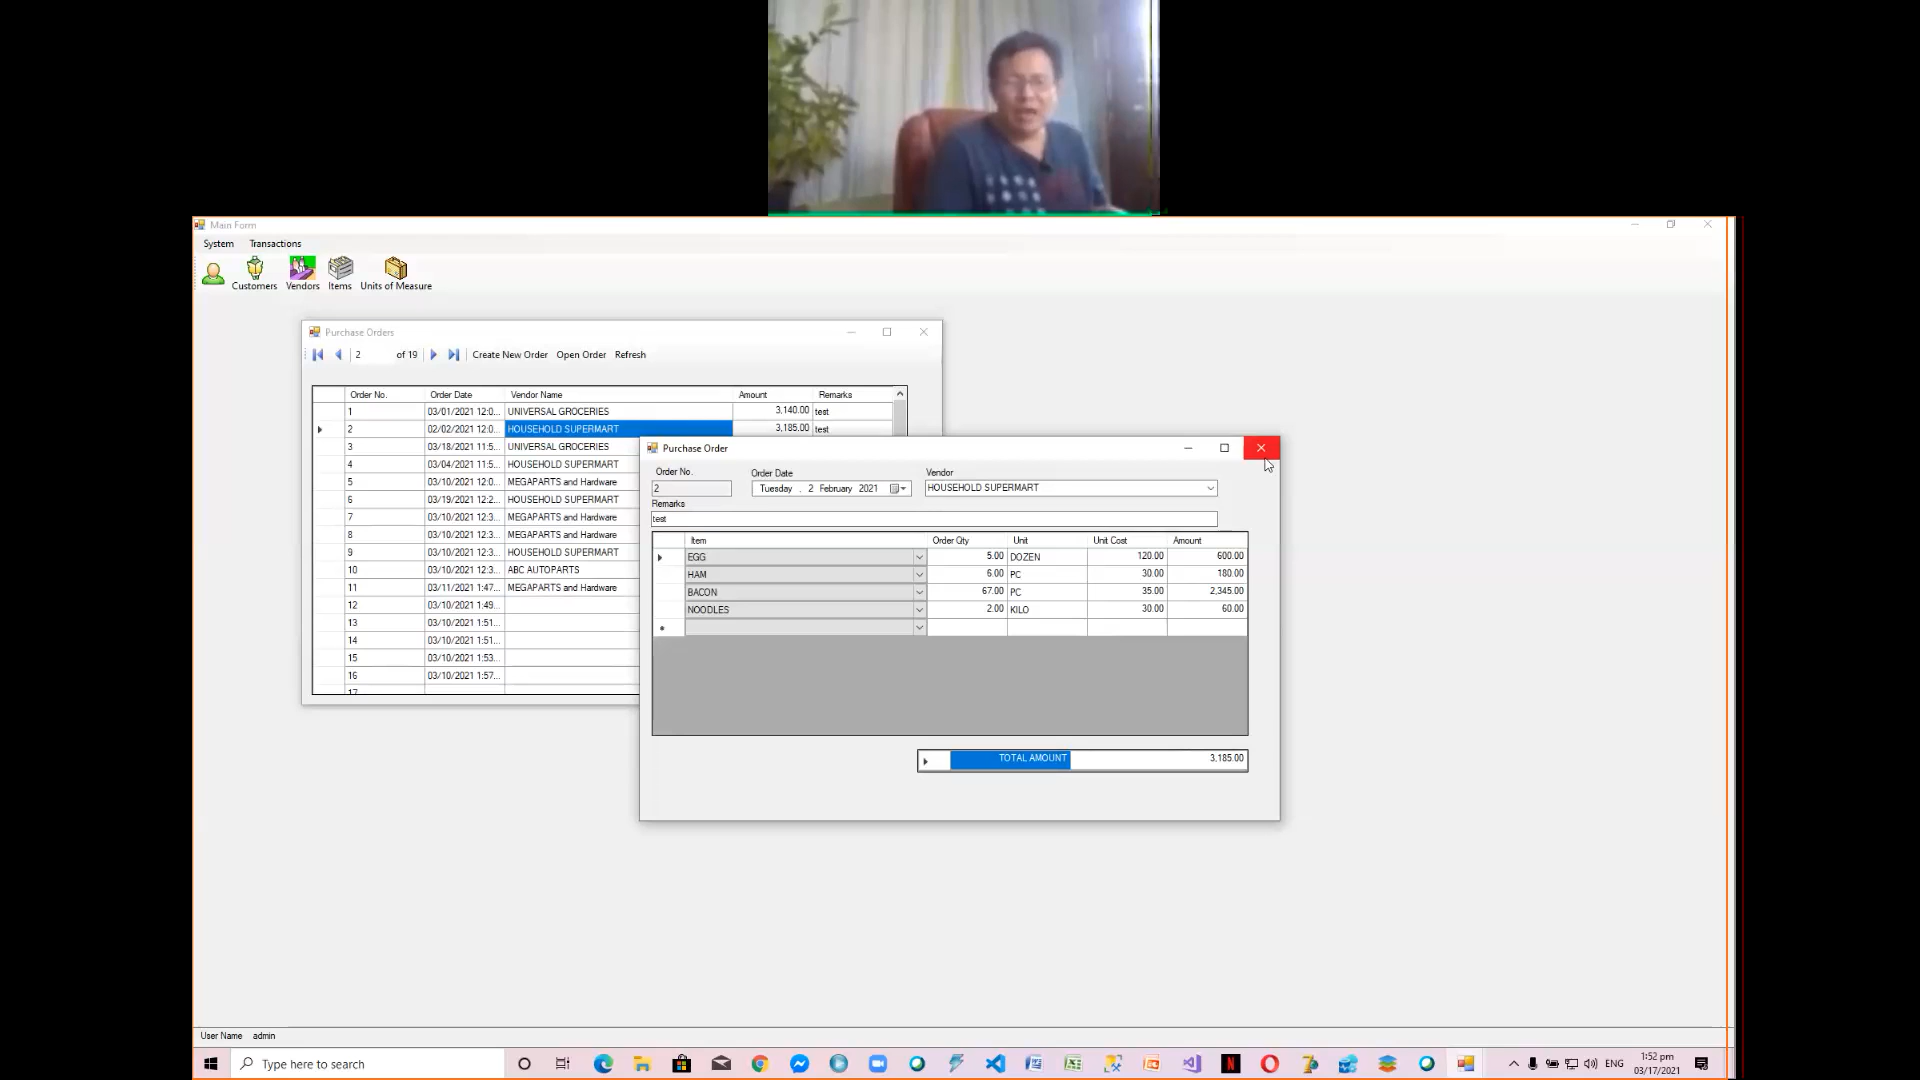 Main Form
System Transactions
Customers Vendors Items Units of Measure
Purchase Orders
2 of 19 Create New Order Open Order Refresh
Order No. Order Date Vendor Name Amount Remarks
1 03/01/2021 12:0... UNIVERSAL GROCERIES 3,140.00 test
2 02/02/2021 12:0... HOUSEHOLD SUPERMART 3,185.00 test
3 03/18/2021 11:5... UNIVERSAL GROCERIES
4 03/04/2021 11:5... HOUSEHOLD SUPERMART
5 03/10/2021 12:0... MEGAPARTS and Hardware
6 03/19/2021 12:2... HOUSEHOLD SUPERMART
7 03/10/2021 12:3... MEGAPARTS and Hardware
8 03/10/2021 12:3... MEGAPARTS and Hardware
9 03/10/2021 12:3... HOUSEHOLD SUPERMART
10 03/10/2021 12:3... ABC AUTOPARTS
11 03/11/2021 1:47... MEGAPARTS and Hardware
12 03/10/2021 1:49...
13 03/10/2021 1:51...
14 03/10/2021 1:51...
15 03/10/2021 1:53...
16 03/10/2021 1:57...
17
Purchase Order
Order No. Order Date Vendor
2 Tuesday , 2 February 2021 HOUSEHOLD SUPERMART
Remarks
test
Item Order Qty Unit Unit Cost Amount
EGG 5.00 DOZEN 120.00 600.00
HAM 6.00 PC 30.00 180.00
BACON 67.00 PC 35.00 2,345.00
NOODLES 2.00 KILO 30.00 60.00
TOTAL AMOUNT 3,185.00
User Name admin
Type here to search
ENG
1:52 pm
03/17/2021